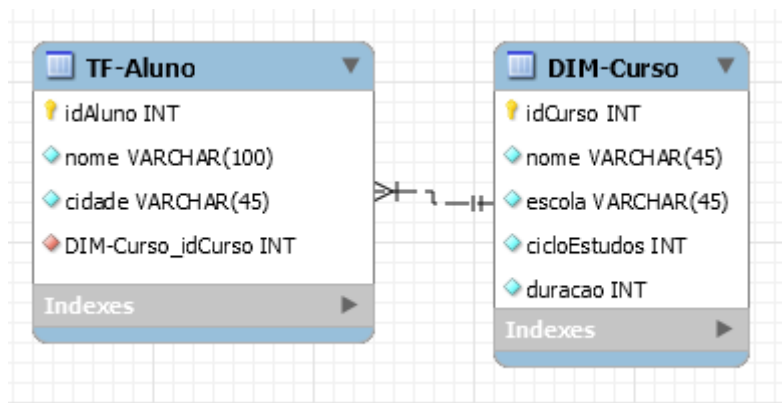 TF-Aluno
idAluno INT
nome VARCHAR(100)
cidade VARCHAR(45)
DIM-Curso_idCurso INT
Indexes
DIM-Curso
idCurso INT
nome VARCHAR(45)
escola VARCHAR(45)
cicloEstudos INT
duracao INT
Indexes